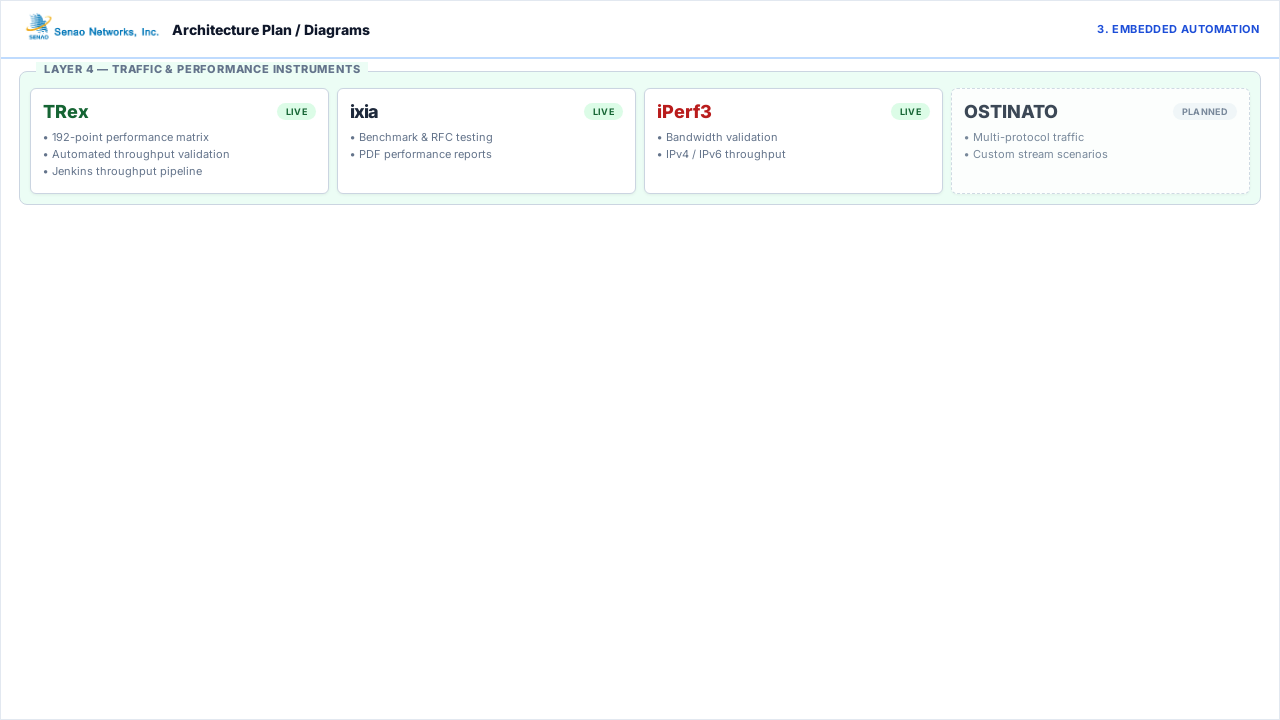 SENAO
Senao Networks, Inc.
Architecture Plan / Diagrams
3. EMBEDDED AUTOMATION
LAYER 4 — TRAFFIC & PERFORMANCE INSTRUMENTS
TRex
LIVE
• 192-point performance matrix
• Automated throughput validation
• Jenkins throughput pipeline
ixia
LIVE
• Benchmark & RFC testing
• PDF performance reports
iPerf3
LIVE
• Bandwidth validation
• IPv4 / IPv6 throughput
OSTINATO
PLANNED
• Multi-protocol traffic
• Custom stream scenarios